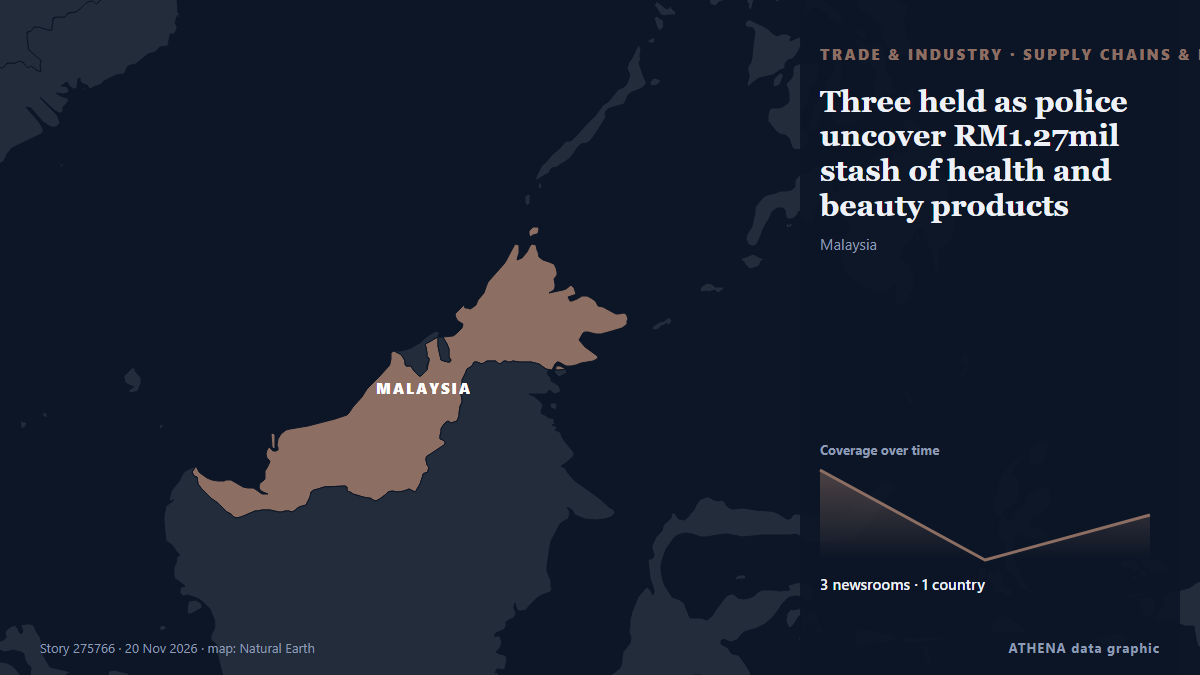 TRADE & INDUSTRY · SUPPLY CHAINS &
Three held as police
uncover RM1.27mil
stash of health and
beauty products
Malaysia
MALAYSIA
Coverage over time
3 newsrooms · 1 country
Story 275766 · 20 Nov 2026 · map: Natural Earth
ATHENA data graphic